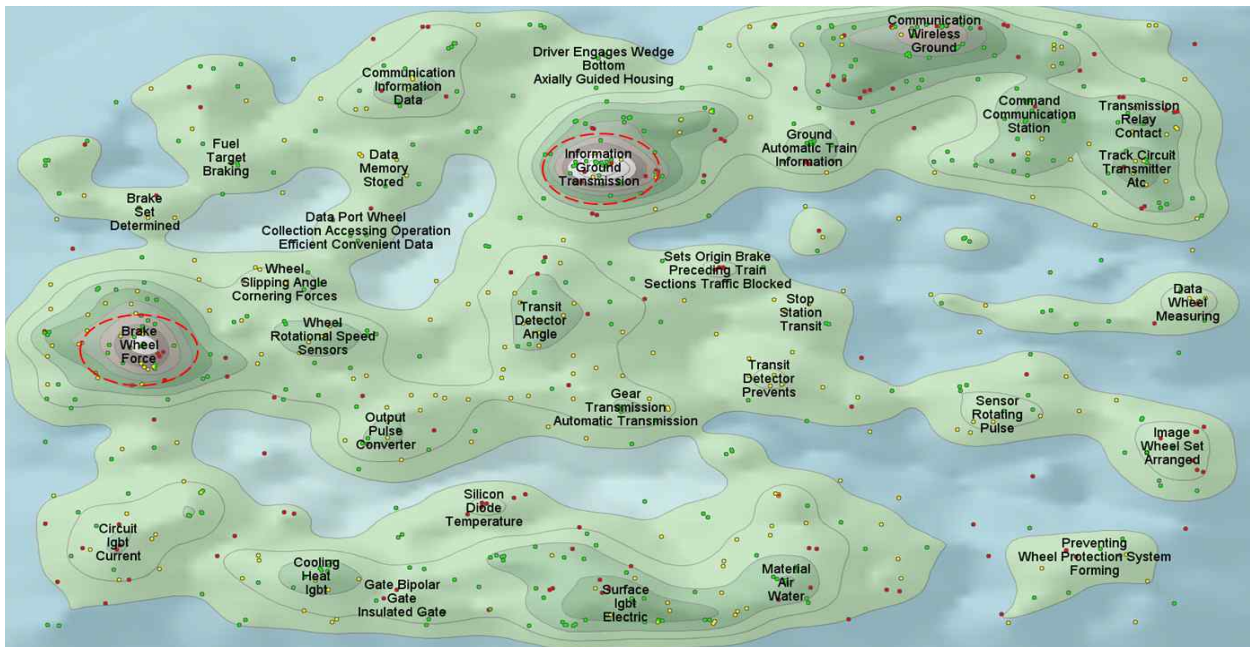 Communication
Wireless
Ground
Driver Engages Wedge
Bottom
Axially Guided Housing
Communication
Information
Data
Command
Communication
Station
Transmission
Relay
Contact
Fuel
Target
Braking
Data
Memory
Stored
Information
Ground
Transmission
Ground
Automatic Train
Information
Track Circuit
Transmitter
Atc
Brake
Set
Determined
Data Port Wheel
Collection Accessing Operation
Efficient Convenient Data
Wheel
Slipping Angle
Cornering Forces
Sets Origin Brake
Preceding Train
Sections Traffic Blocked
Data
Wheel
Measuring
Brake
Wheel
Force
Wheel
Rotational Speed
Sensors
Transit
Detector
Angle
Stop
Station
Transit
Transit
Detector
Prevents
Gear
Transmission
Automatic Transmission
Sensor
Rotating
Pulse
Output
Pulse
Converter
Image
Wheel Set
Arranged
Silicon
Diode
Temperature
Circuit
Igbt
Current
Cooling
Heat
Igbt
Gate Bipolar
Gate
Insulated Gate
Surface
Igbt
Electric
Material
Air
Water
Preventing
Wheel Protection System
Forming